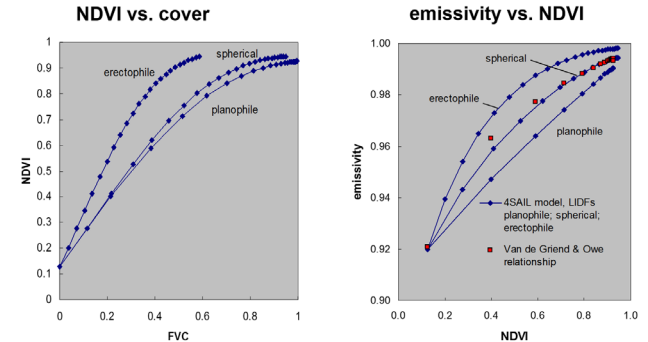 NDVI vs. cover
1
0.9
0.8
0.7
0.6
0.5
0.4
0.3
0.2
0.1
0
NDVI
spherical
erectophile
planophile
0
0.2
0.4
0.6
0.8
1
FVC
emissivity vs. NDVI
1.00
0.98
0.96
0.94
0.92
0.90
emissivity
spherical
erectophile
planophile
4SAIL model, LIDFs
planophile; spherical;
erectophile
Van de Griend & Owe
relationship
0.0
0.2
0.4
0.6
0.8
1.0
NDVI